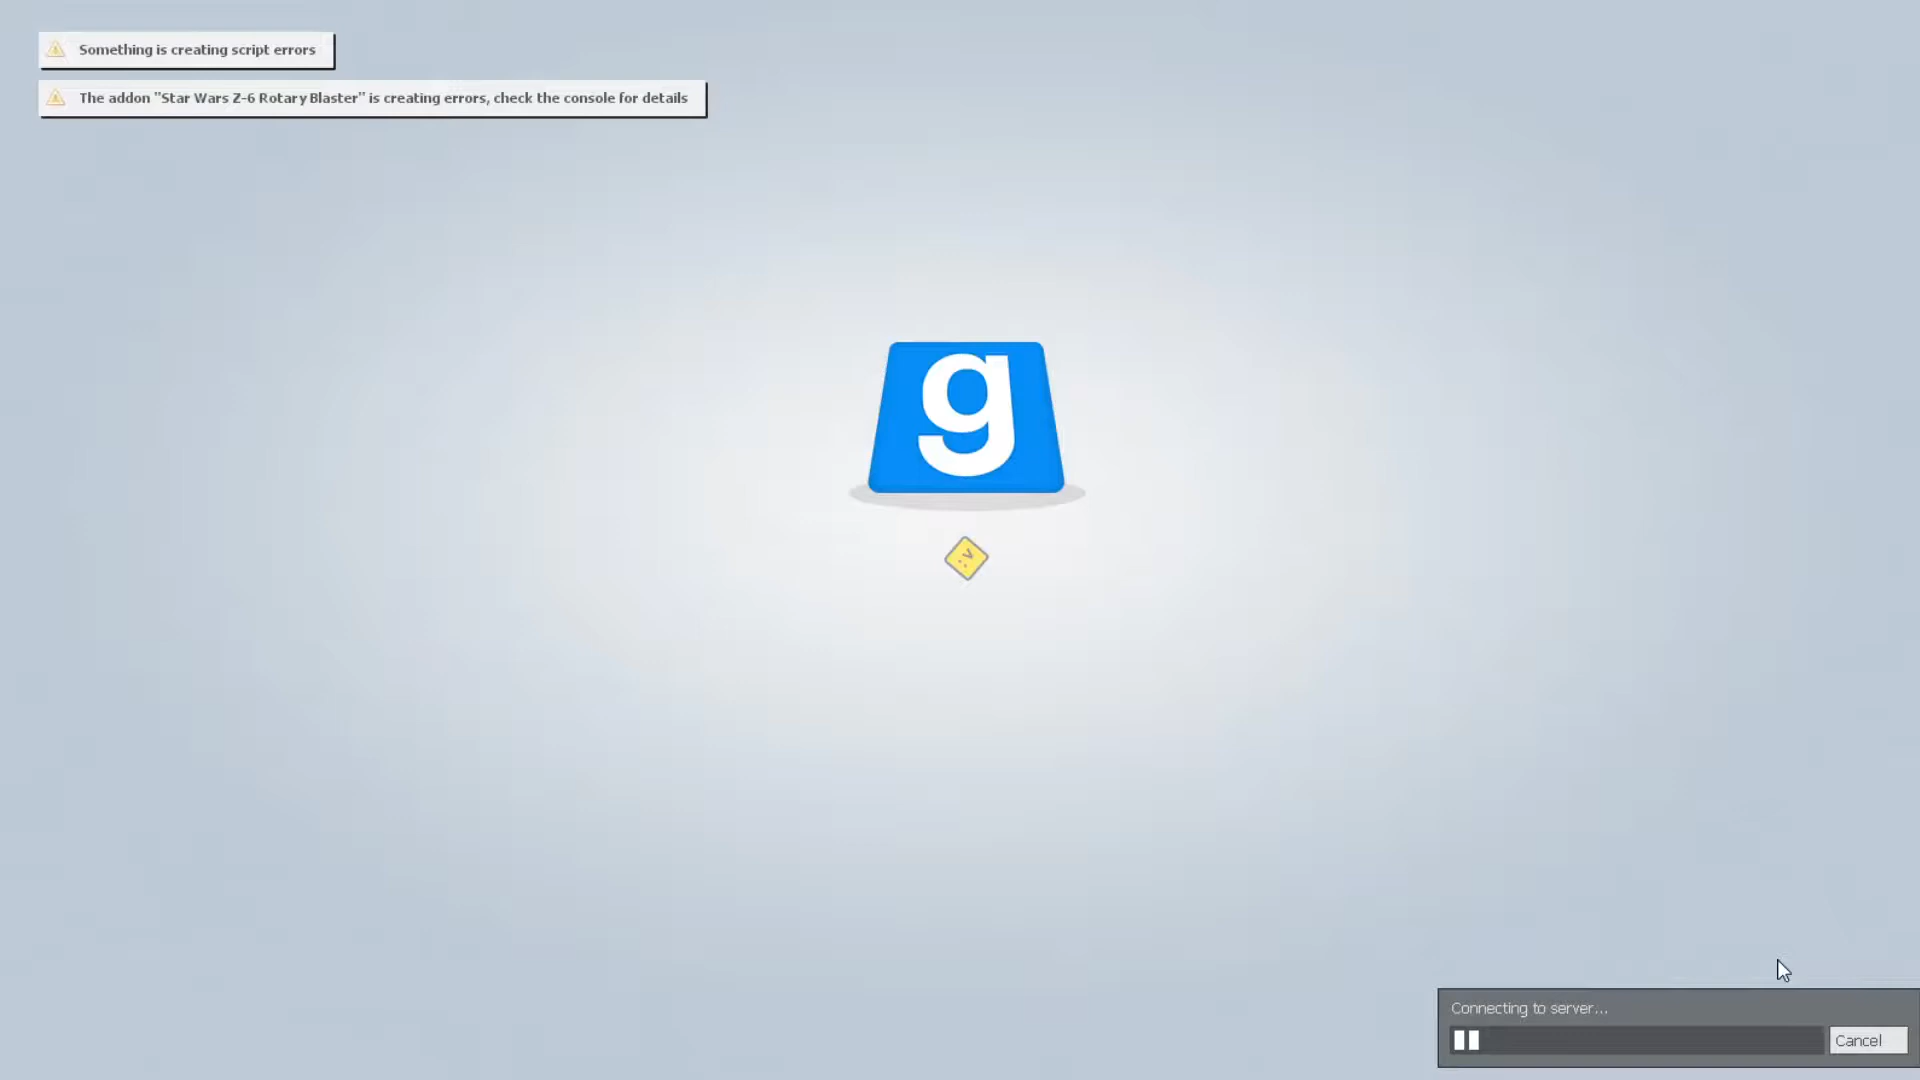 Something is creating script errors
The addon "Star Wars Z-6 Rotary Blaster" is creating errors, check the console for details
g
:v
Connecting to server...
Cancel